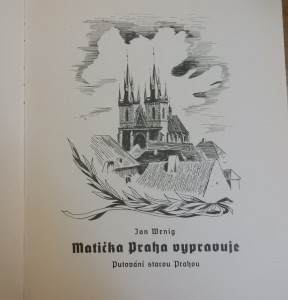 Jan Wenig
Matička Praha vypravuje
Putování starou Prahou